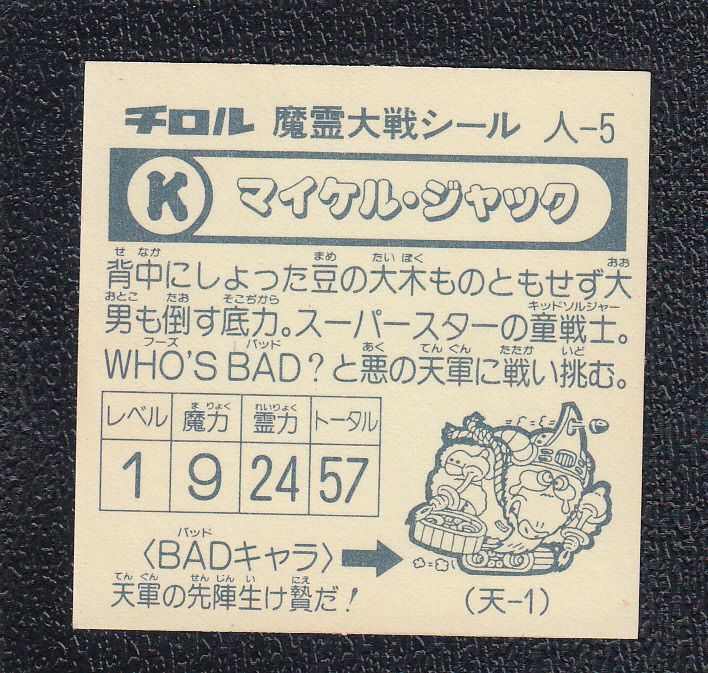 チロル 魔霊大戦シール 人-5
K マイケル・ジャック
背中にしょった豆の大木ものともせず大
男も倒す底力。スーパースターの童戦士。
WHO'S BAD?と悪の天軍に戦い挑む。
レベル 魔力 霊力 トータル
1 9 24 57
〈BADキャラ〉
天軍の先陣生け贄だ!
(天-1)